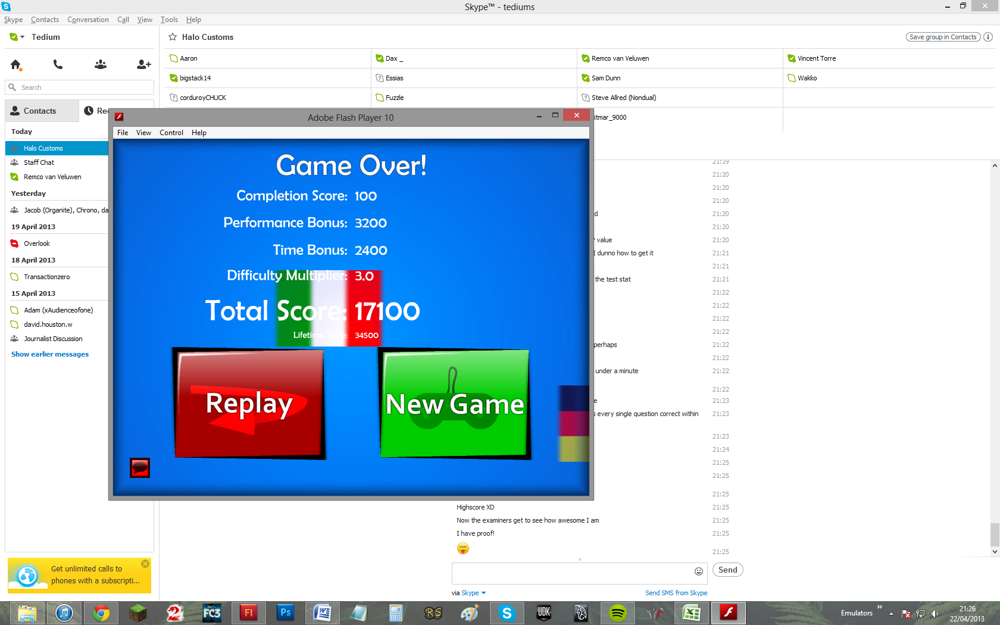 Skype™ - tediums
Skype Contacts Conversation Call View Tools Help
Tedium
Search
Contacts
Rec
Today
Halo Customs
Staff Chat
Remco van Veluwen
Yesterday
Jacob (Organite), Chrono, da
19 April 2013
Overlook
18 April 2013
Transactionzero
15 April 2013
Adam (xAudienceofone)
david.houston.w
Journalist Discussion
Show earlier messages
Get unlimited calls to
phones with a subscripti...
Halo Customs
Save group in Contacts
Aaron Dax _ Remco van Veluwen Vincent Torre
bigstack14 Essias Sam Dunn Wakko
corduroyCHUCK Fuzzle Steve Allred (Nondual)
itmar_9000
Adobe Flash Player 10
File View Control Help
Game Over!
Completion Score: 100
Performance Bonus: 3200
Time Bonus: 2400
Difficulty Multiplier: 3.0
Total Score: 17100
Lifetime Score: 34500
Replay
New Game
21:19
21:20
21:20
21:20
d 21:20
21:20
value 21:20
I dunno how to get it 21:21
21:21
the test stat 21:21
21:22
21:22
21:22
21:22
perhaps 21:22
21:22
under a minute 21:22
21:22
e 21:23
s every single question correct within 21:23
21:23
21:24
21:25
21:25
21:25
Highscore XD 21:25
Now the examiners get to see how awesome I am 21:25
I have proof! 21:25
21:25
Send
via Skype
Send SMS from Skype
2
FC3
Fl
Ps
W
RS
S
UDK
X
Emulators
21:26
22/04/2013